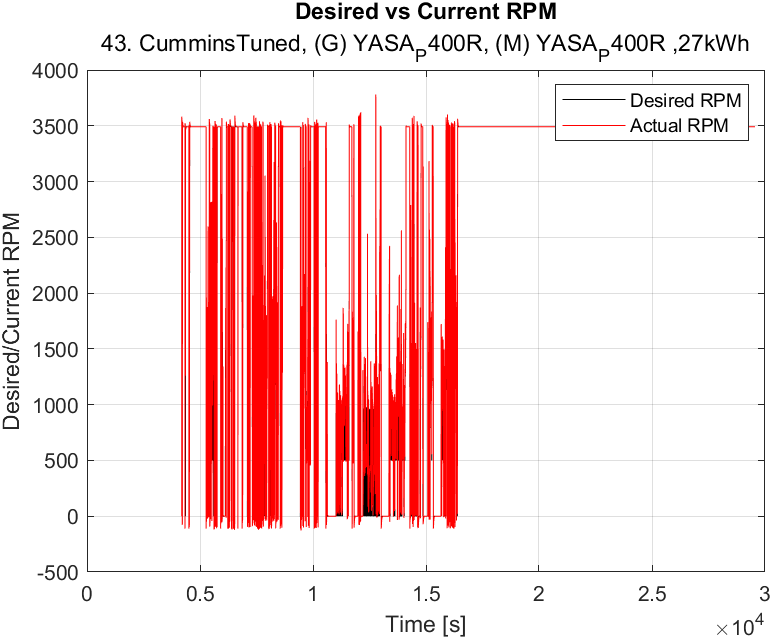 Desired vs Current RPM
43. CumminsTuned, (G) YASAP400R, (M) YASAP400R ,27kWh
4000
3500
3000
2500
2000
1500
1000
500
0
-500
Desired/Current RPM
Desired RPM
Actual RPM
0 0.5 1 1.5 2 2.5 3
Time [s]
×10^4